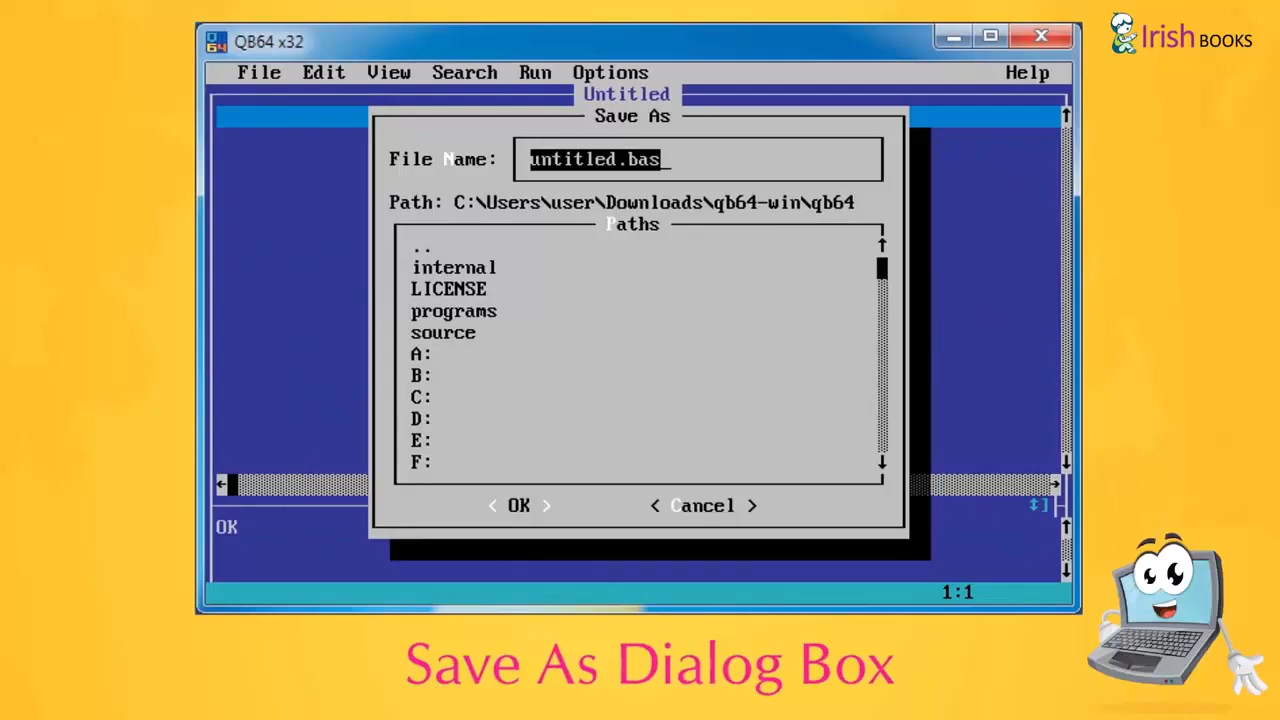 QB64 x32
Irish BOOKS
File Edit View Search Run Options Help
Untitled
Save As
File Name: untitled.bas_
Path: C:\Users\user\Downloads\qb64-win\qb64
Paths
..
internal
LICENSE
programs
source
A:
B:
C:
D:
E:
F:
< OK > < Cancel >
OK
1:1
Save As Dialog Box